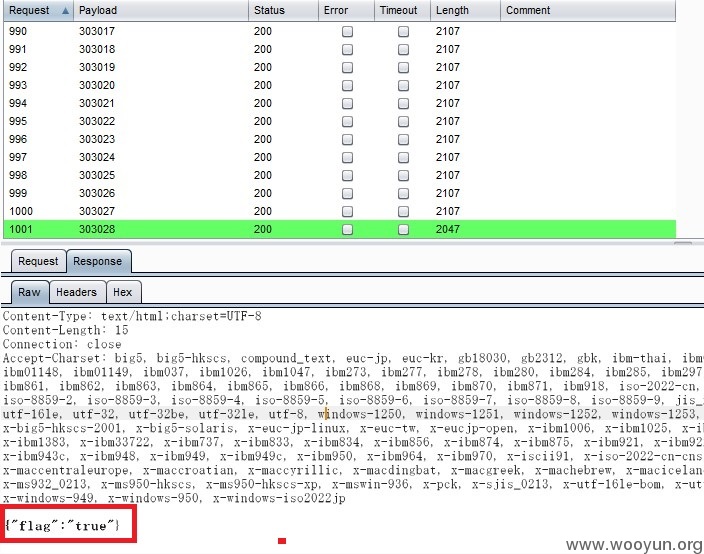 Request Payload Status Error Timeout Length Comment
990 303017 200 2107
991 303018 200 2107
992 303019 200 2107
993 303020 200 2107
994 303021 200 2107
995 303022 200 2107
996 303023 200 2107
997 303024 200 2107
998 303025 200 2107
999 303026 200 2107
1000 303027 200 2107
1001 303028 200 2047
Request Response
Raw Headers Hex
Content-Type: text/html;charset=UTF-8
Content-Length: 15
Connection: close
Accept-Charset: big5, big5-hkscs, compound_text, euc-jp, euc-kr, gb18030, gb2312, gbk, ibm-thai, ibm
ibm01148, ibm01149, ibm037, ibm1026, ibm1047, ibm273, ibm277, ibm278, ibm280, ibm284, ibm285, ibm297
ibm861, ibm862, ibm863, ibm864, ibm865, ibm866, ibm868, ibm869, ibm870, ibm871, ibm918, iso-2022-cn,
iso-8859-2, iso-8859-3, iso-8859-4, iso-8859-5, iso-8859-6, iso-8859-7, iso-8859-8, iso-8859-9, jis_
utf-16le, utf-32, utf-32be, utf-32le, utf-8, windows-1250, windows-1251, windows-1252, windows-1253,
x-big5-hkscs-2001, x-big5-solaris, x-euc-jp-linux, x-euc-tw, x-eucjp-open, x-ibm1006, x-ibm1025, x-i
x-ibm1383, x-ibm33722, x-ibm737, x-ibm833, x-ibm834, x-ibm856, x-ibm874, x-ibm875, x-ibm921, x-ibm92
x-ibm943c, x-ibm948, x-ibm949, x-ibm949c, x-ibm950, x-ibm964, x-ibm970, x-iscii91, x-iso-2022-cn-cns
x-maccentraleurope, x-maccroatian, x-maccyrillic, x-macdingbat, x-macgreek, x-machebrew, x-maciceland
x-ms932_0213, x-ms950-hkscs, x-ms950-hkscs-xp, x-mswin-936, x-pck, x-sjis_0213, x-utf-16le-bom, x-ut
x-windows-949, x-windows-950, x-windows-iso2022jp
{"flag":"true"}
www.wooyun.org